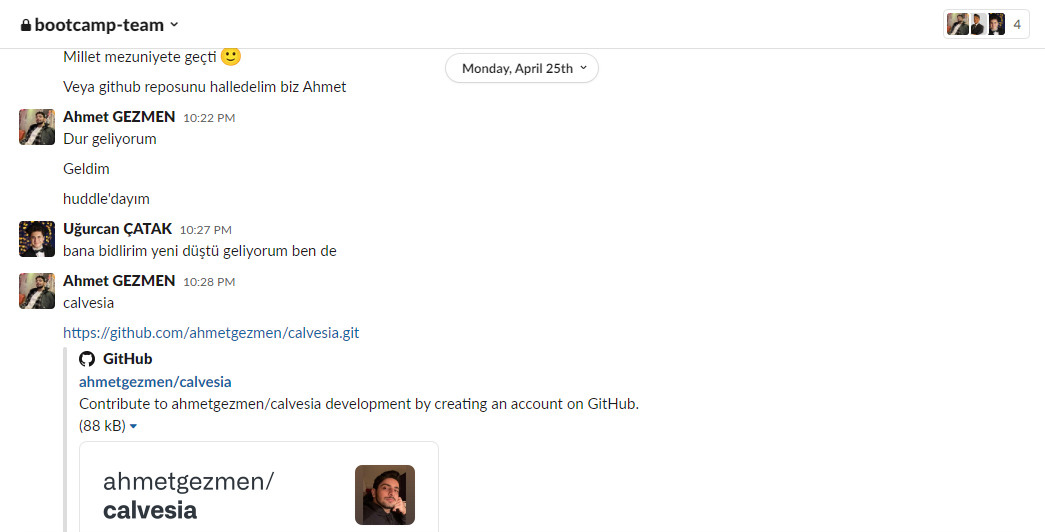 bootcamp-team
4
Millet mezuniyete geçti
Monday, April 25th
Veya github reposunu halledelim biz Ahmet
Ahmet GEZMEN 10:22 PM
Dur geliyorum
Geldim
huddle'dayım
Uğurcan ÇATAK 10:27 PM
bana bidlirim yeni düştü geliyorum ben de
Ahmet GEZMEN 10:28 PM
calvesia
https://github.com/ahmetgezmen/calvesia.git
GitHub
ahmetgezmen/calvesia
Contribute to ahmetgezmen/calvesia development by creating an account on GitHub.
(88 kB)
ahmetgezmen/
calvesia